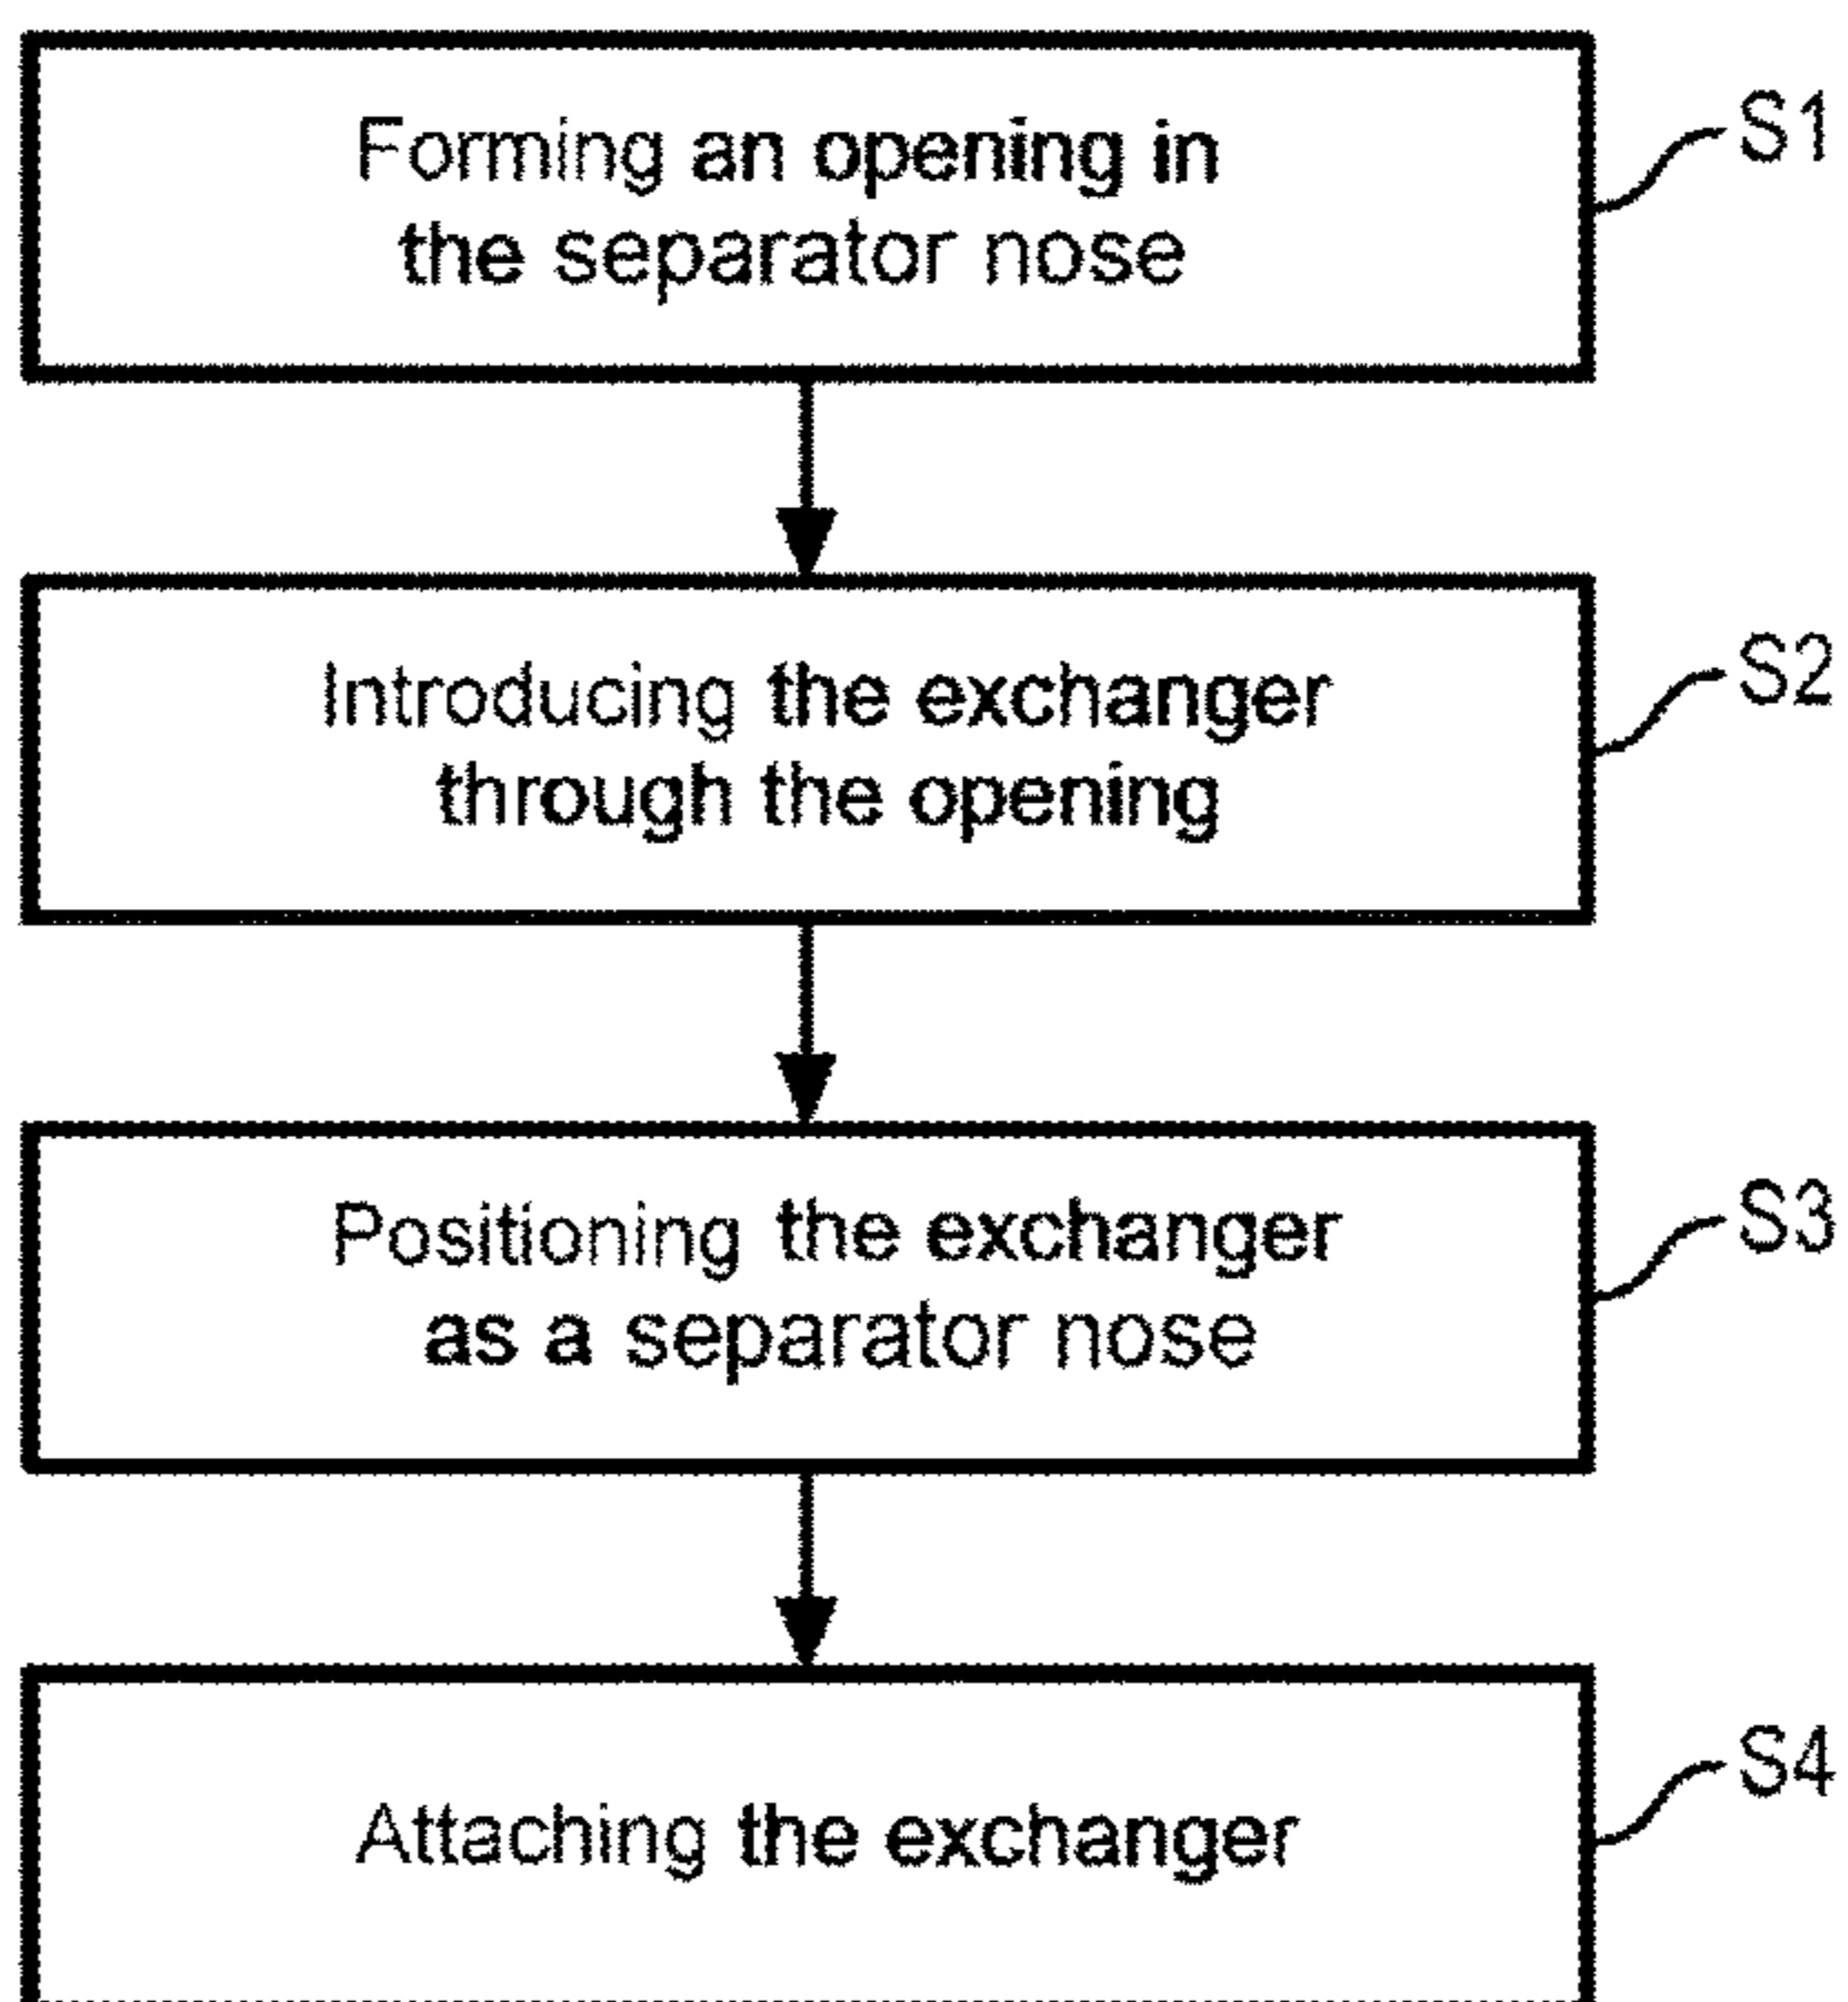 Forming an opening in
the separator nose
S1
Introducing the exchanger
through the opening
S2
Positioning the exchanger
as a separator nose
S3
Attaching the exchanger
S4